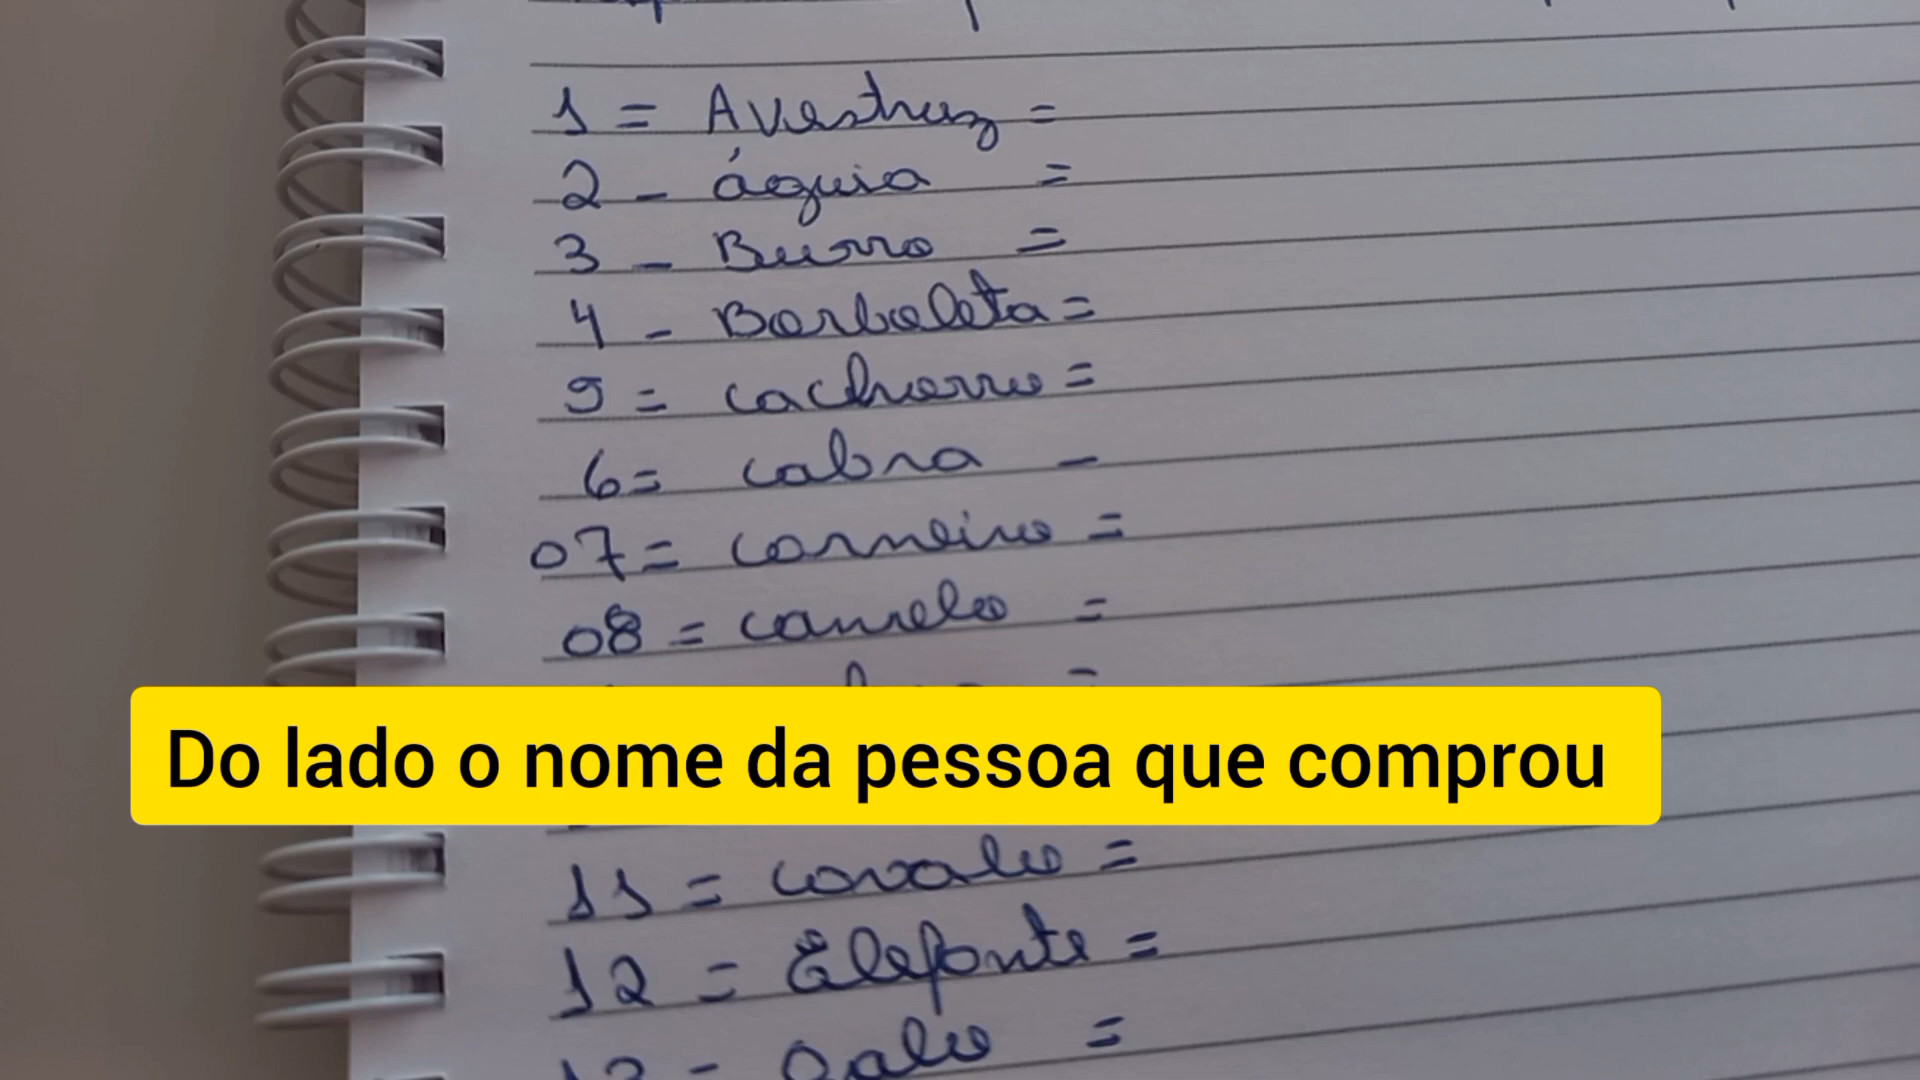 1 = Avestruz =
2 - águia =
3 - Burro =
4 - Borboleta =
5 = cachorro =
6 = cabra -
07 = carneiro =
08 = camelo =
=
Do lado o nome da pessoa que comprou
11 = cavalo =
12 = Elefante =
13 - Galo =